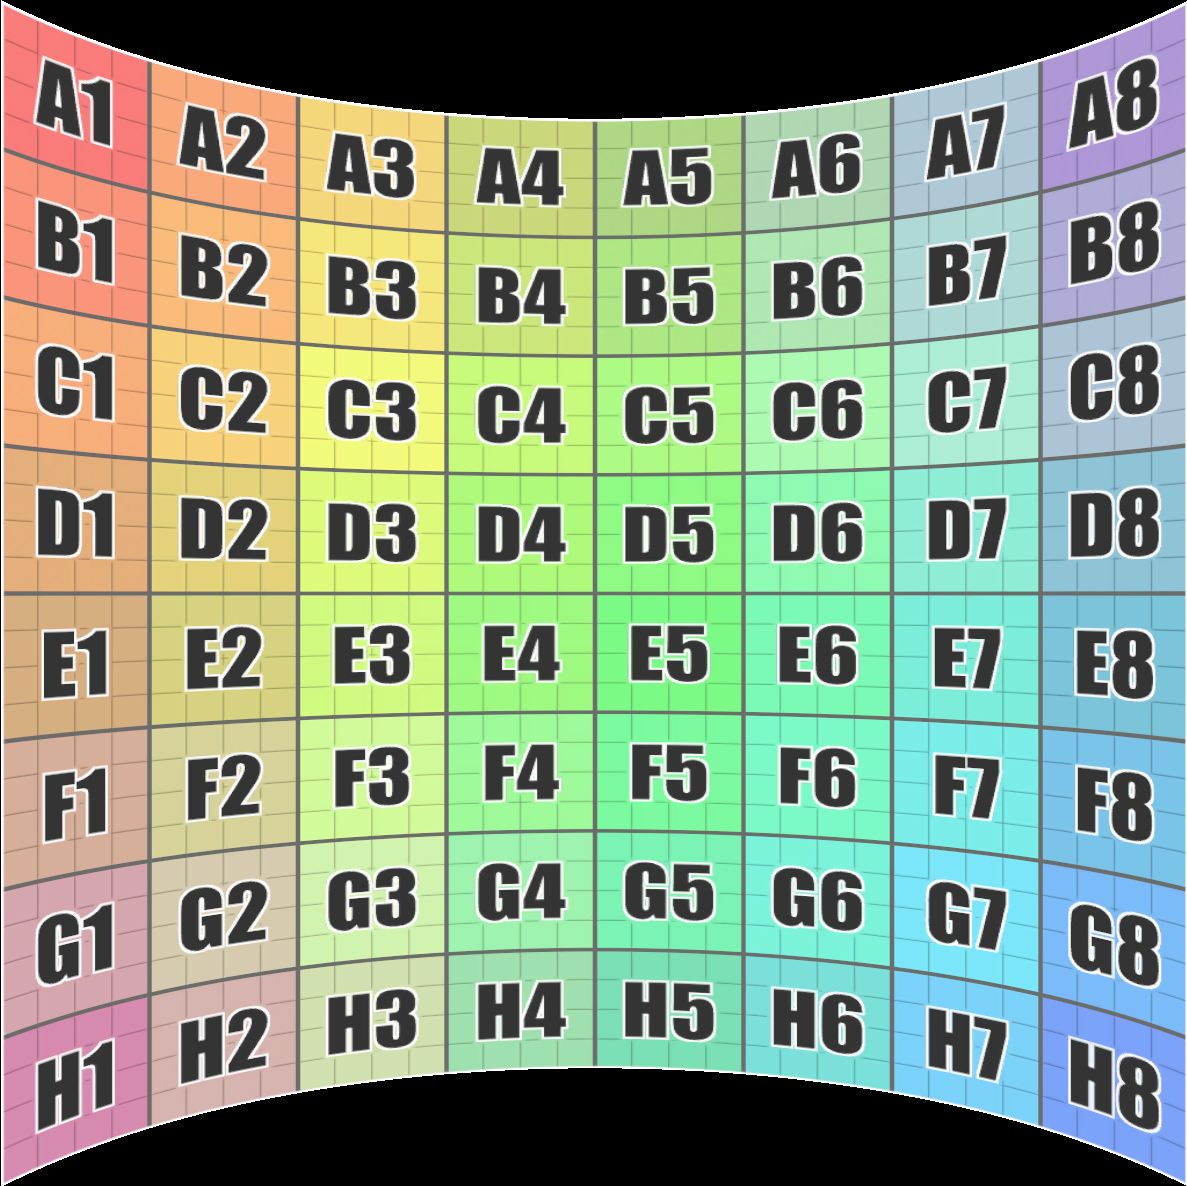 A1 A2 A3 A4 A5 A6 A7 A8
B1 B2 B3 B4 B5 B6 B7 B8
C1 C2 C3 C4 C5 C6 C7 C8
D1 D2 D3 D4 D5 D6 D7 D8
E1 E2 E3 E4 E5 E6 E7 E8
F1 F2 F3 F4 F5 F6 F7 F8
G1 G2 G3 G4 G5 G6 G7 G8
H1 H2 H3 H4 H5 H6 H7 H8